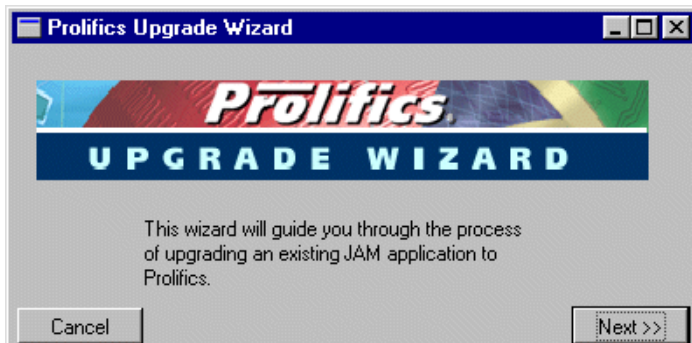 Prolifics Upgrade Wizard
Prolifics
UPGRADE WIZARD
This wizard will guide you through the process
of upgrading an existing JAM application to
Prolifics.
Cancel
Next >>